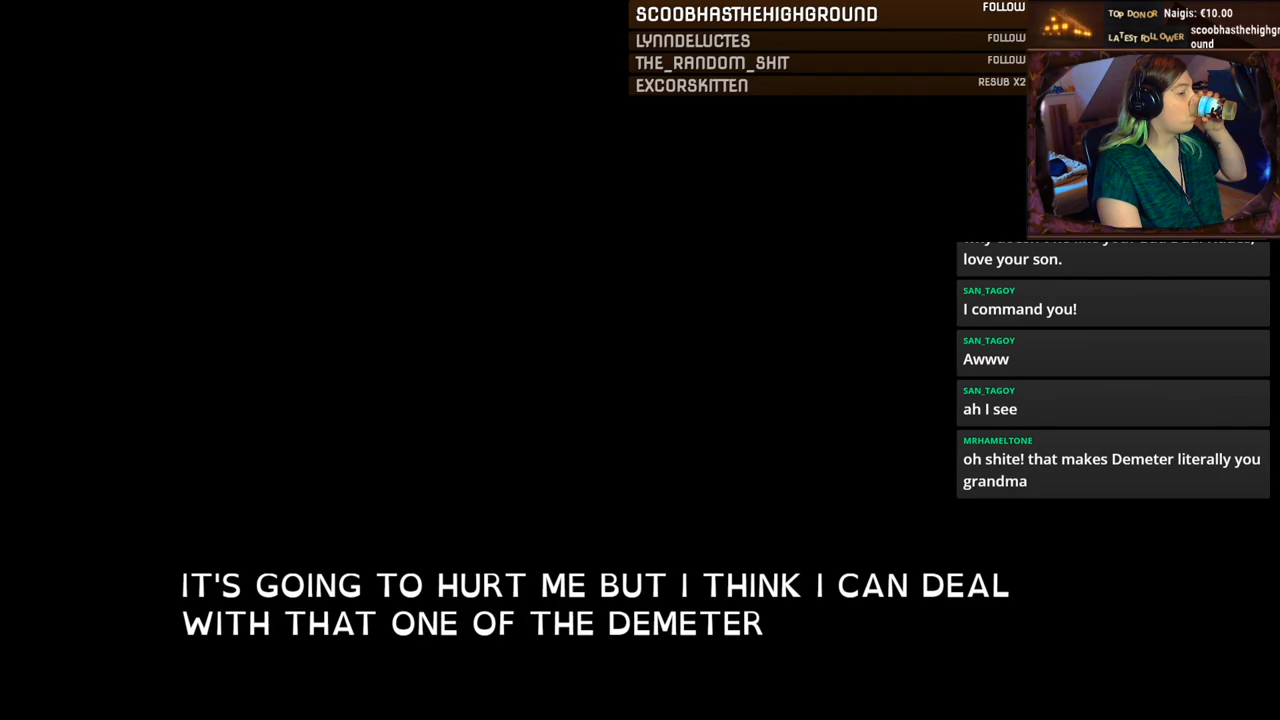 SCOOBHASTHEHIGHGROUND FOLLOW
LYNNDELUCTES FOLLOW
THE_RANDOM_SHIT FOLLOW
EXCORSKITTEN RESUB X2
TOP DONOR Naigis: €10.00
LATEST FOLLOWER scoobhasthehighgr
ound
love your son.
SAN_TAGOY
I command you!
SAN_TAGOY
Awww
SAN_TAGOY
ah I see
MRHAMELTONE
oh shite! that makes Demeter literally you
grandma
IT'S GOING TO HURT ME BUT I THINK I CAN DEAL
WITH THAT ONE OF THE DEMETER